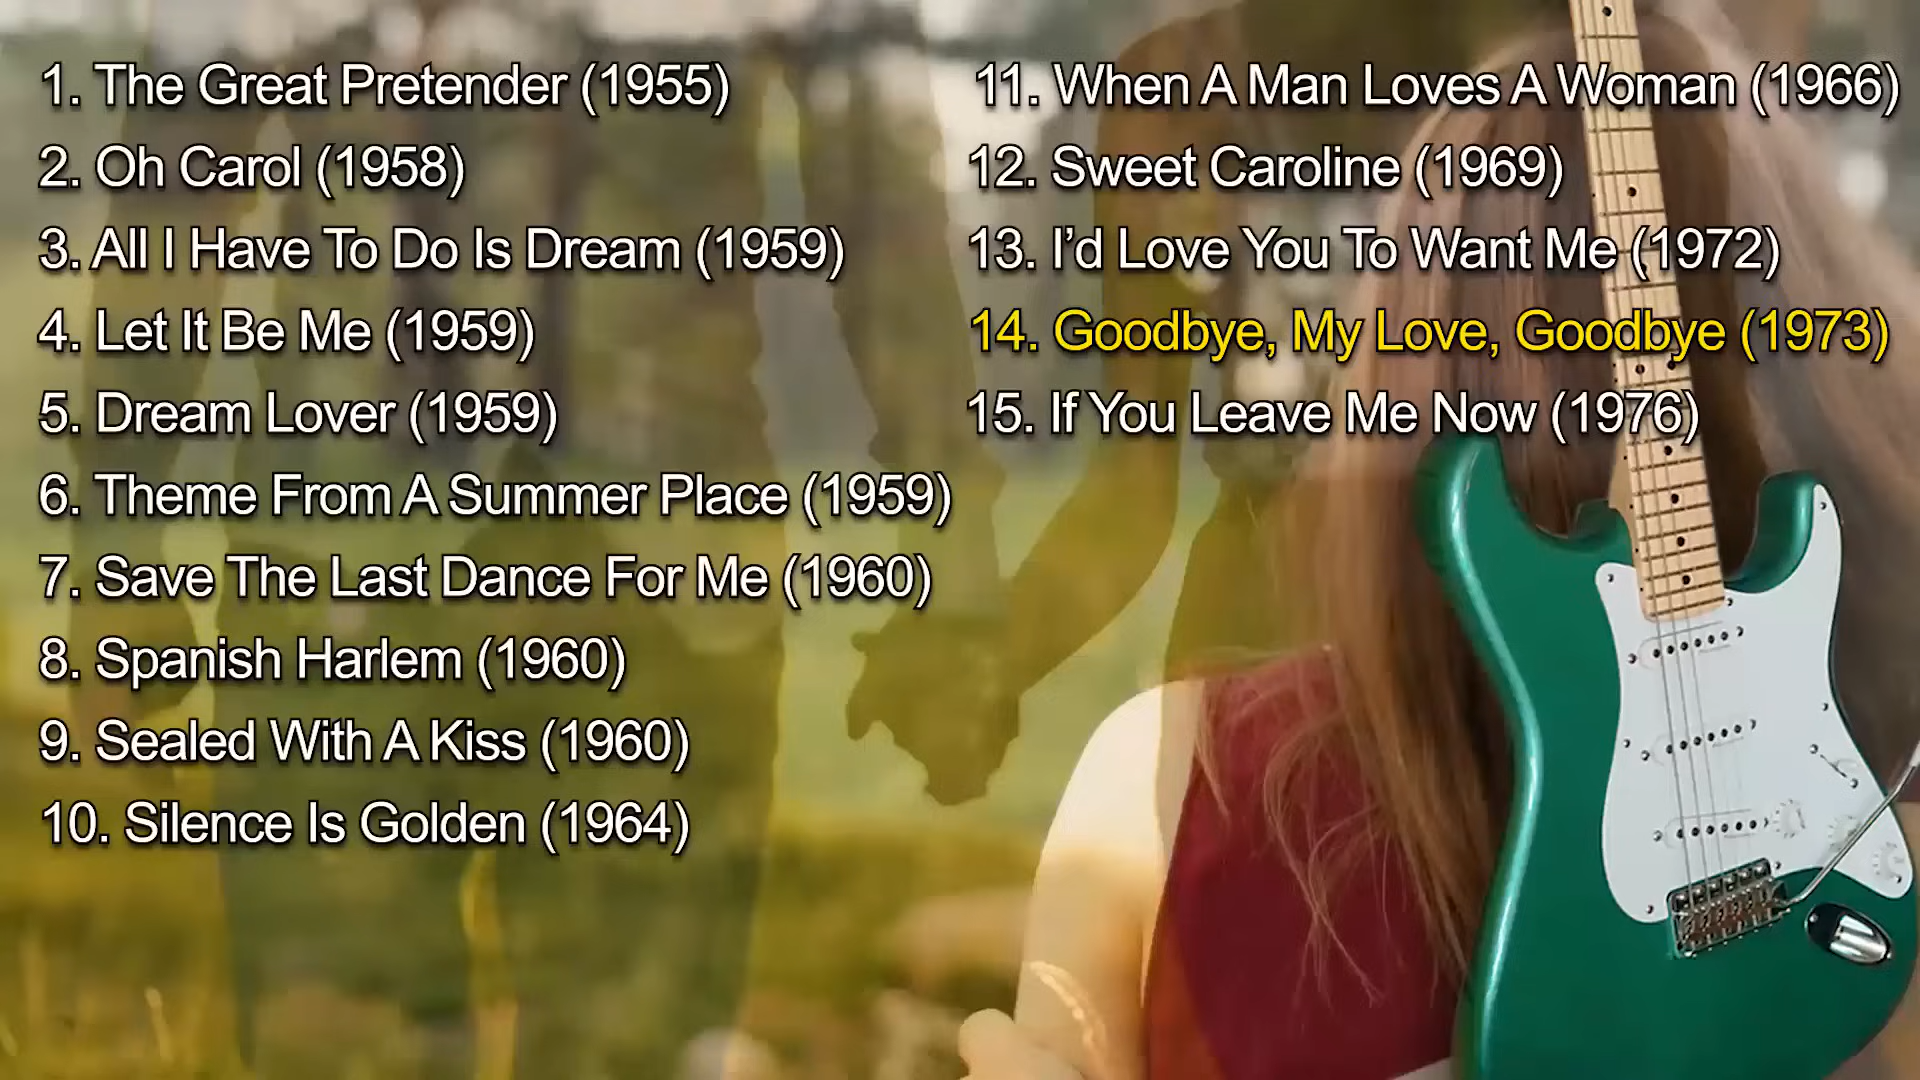 1. The Great Pretender (1955)
2. Oh Carol (1958)
3. All I Have To Do Is Dream (1959)
4. Let It Be Me (1959)
5. Dream Lover (1959)
6. Theme From A Summer Place (1959)
7. Save The Last Dance For Me (1960)
8. Spanish Harlem (1960)
9. Sealed With A Kiss (1960)
10. Silence Is Golden (1964)
11. When A Man Loves A Woman (1966)
12. Sweet Caroline (1969)
13. I’d Love You To Want Me (1972)
14. Goodbye, My Love, Goodbye (1973)
15. If You Leave Me Now (1976)